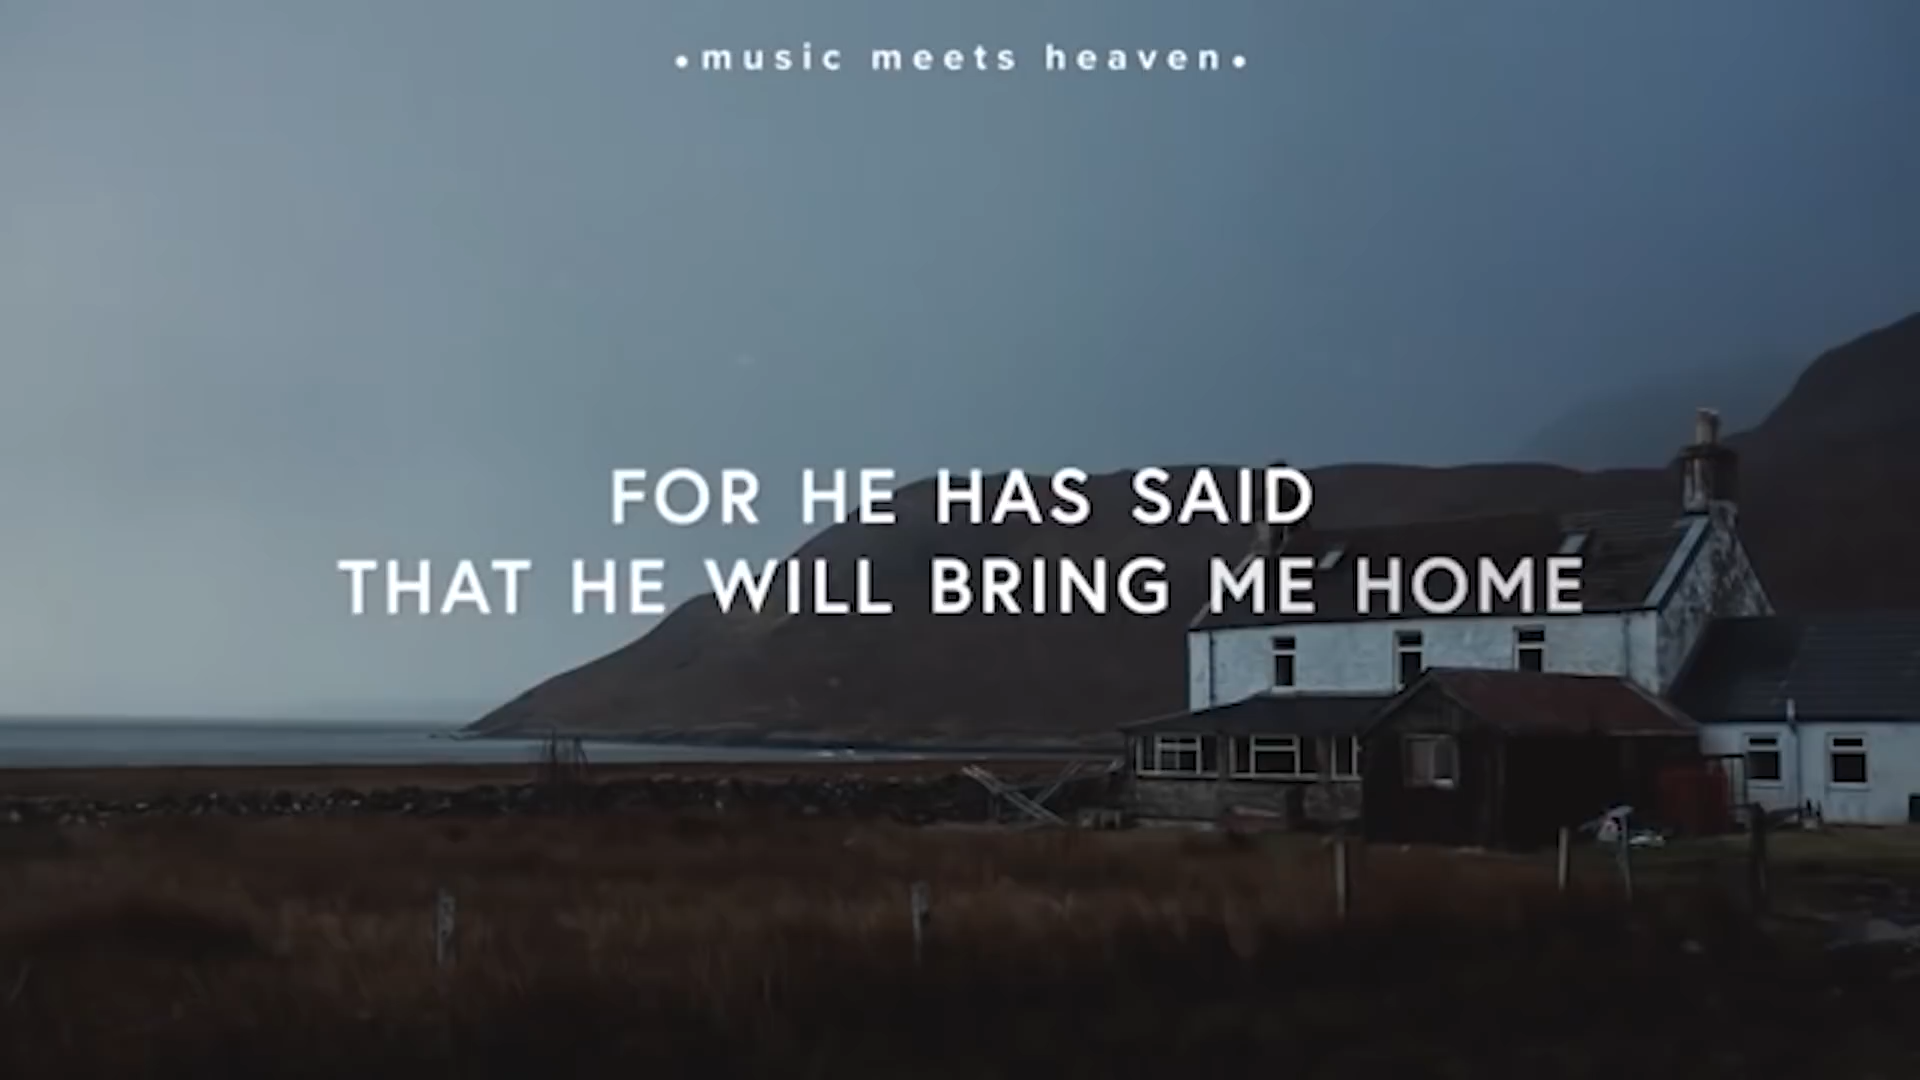 •music meets heaven•
FOR HE HAS SAID
THAT HE WILL BRING ME HOME